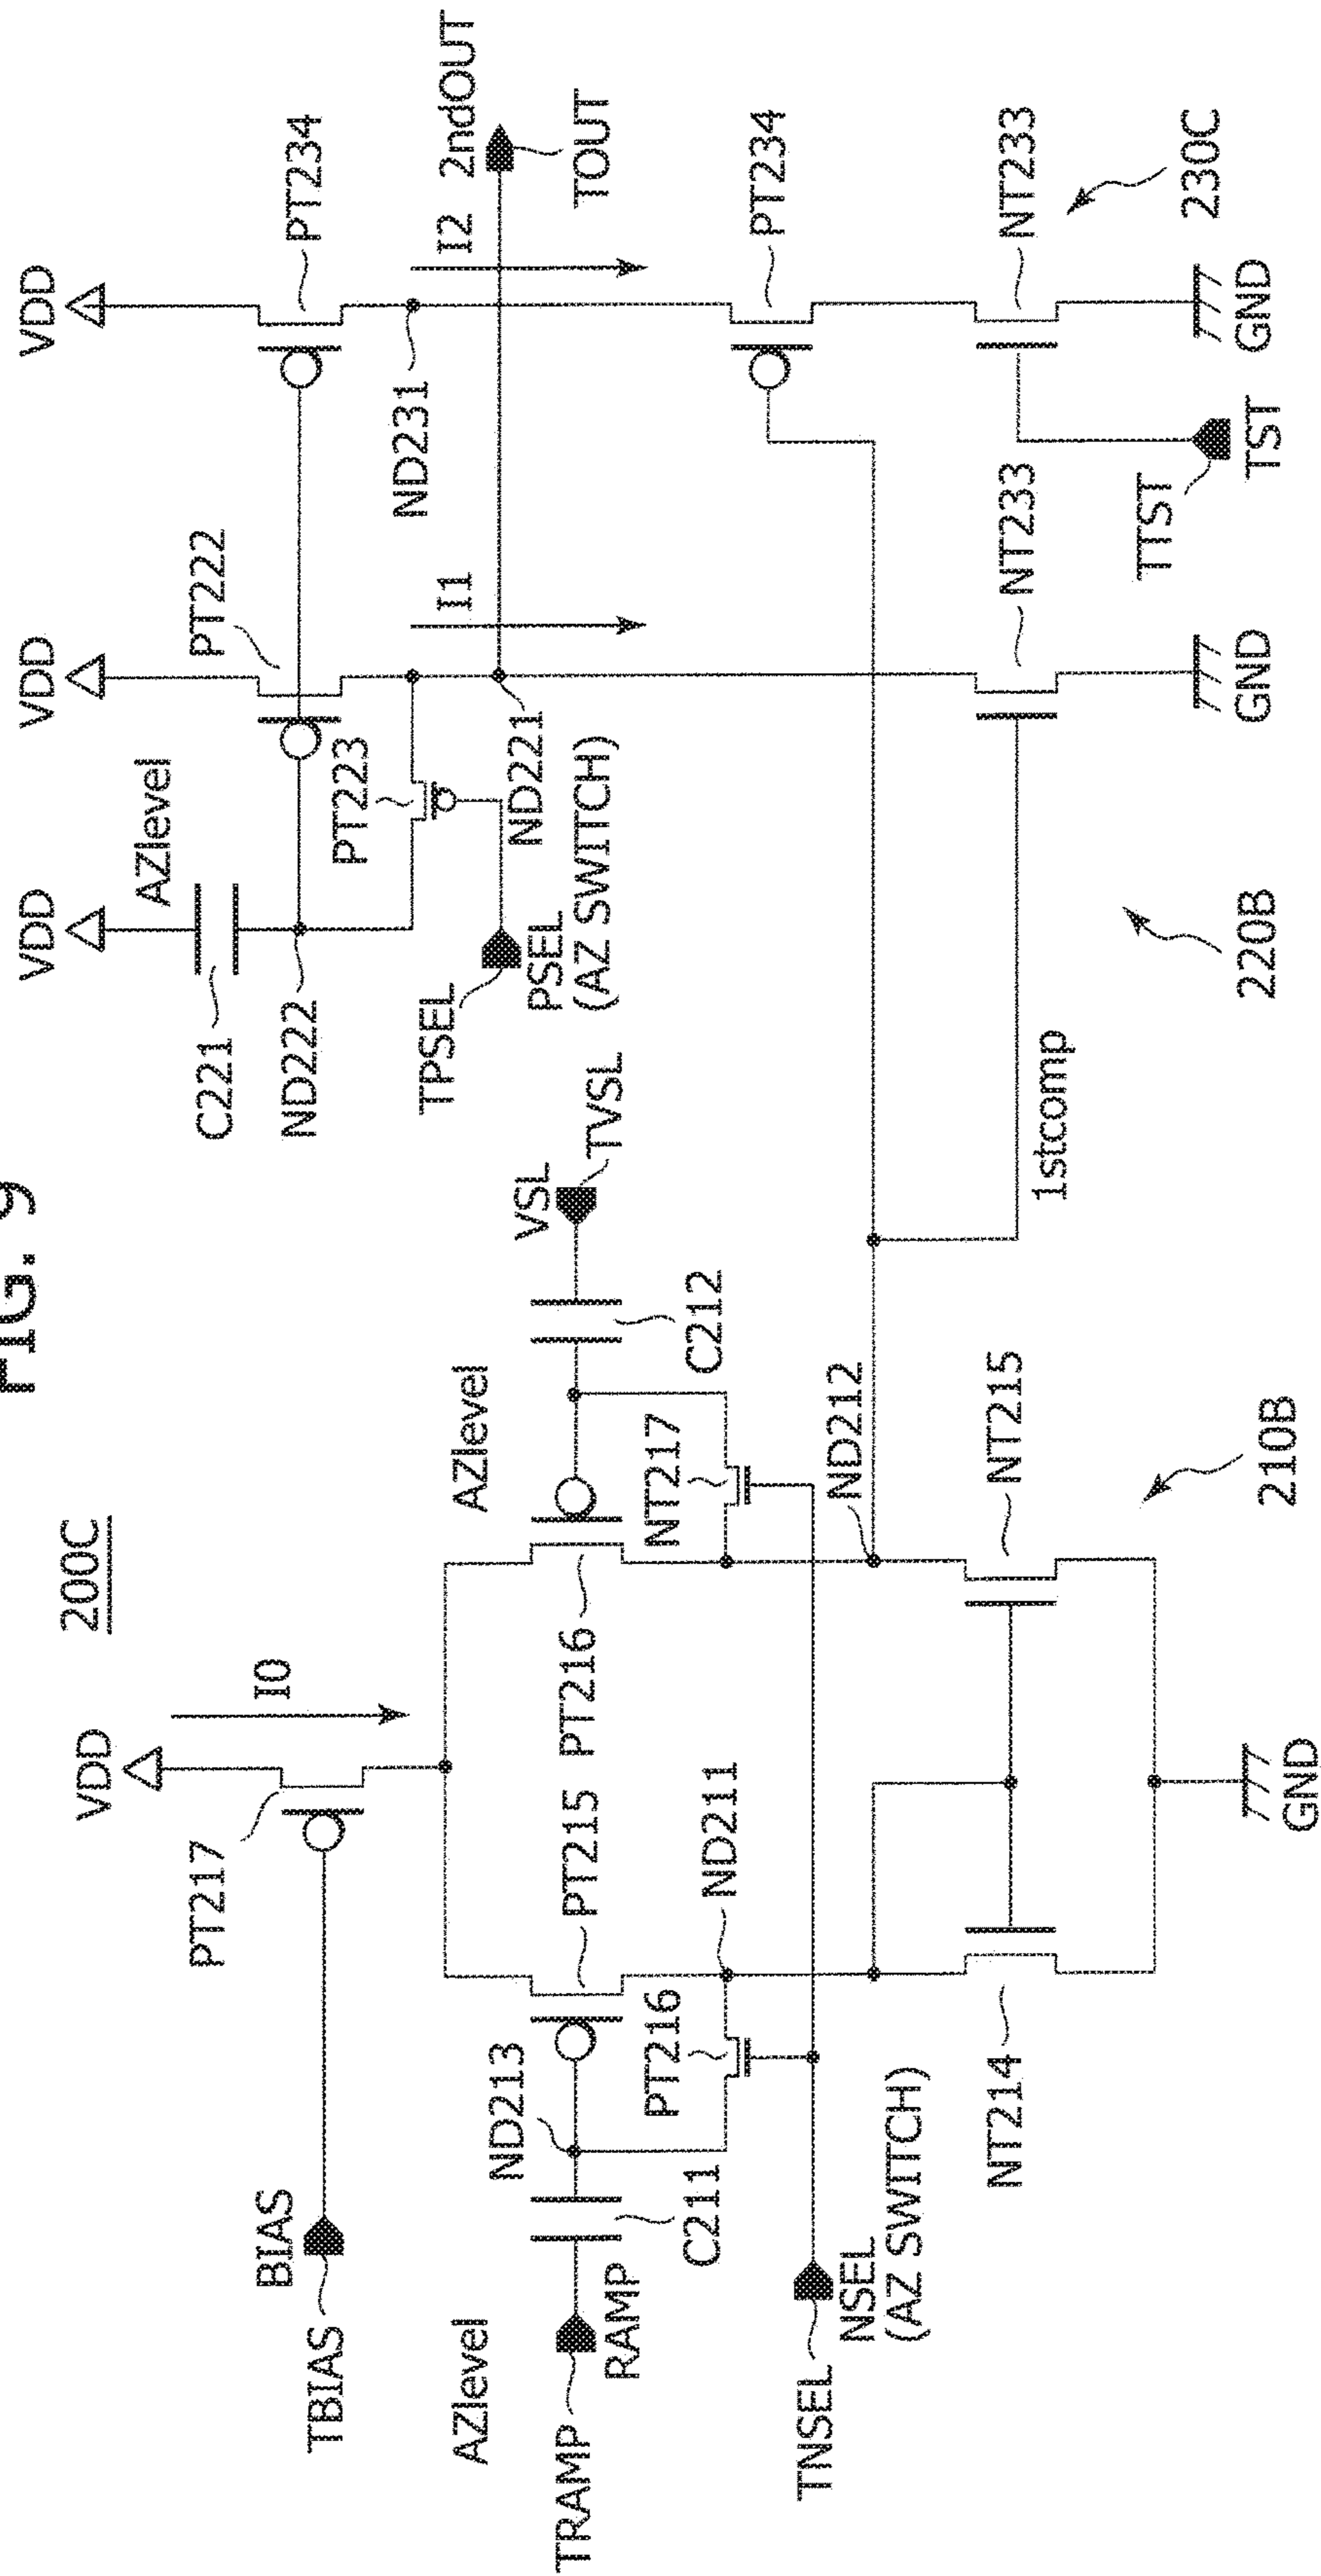 FIG. 9
200C
VDD
I0
PT217
BIAS
TBIAS
AZlevel
TRAMP
RAMP
C211
ND213
PT215
PT216
AZlevel
VSL
TVSL
C212
PT216
ND211
NT217
ND212
TNSEL
NSEL
(AZ SWITCH)
NT214
NT215
GND
210B
1stcomp
VDD
VDD
VDD
AZlevel
C221
ND222
PT222
PT223
PT234
TPSEL
PSEL
(AZ SWITCH)
ND221
I1
ND231
I2
2ndOUT
TOUT
PT234
NT233
NT233
TTST
TST
GND
GND
220B
230C